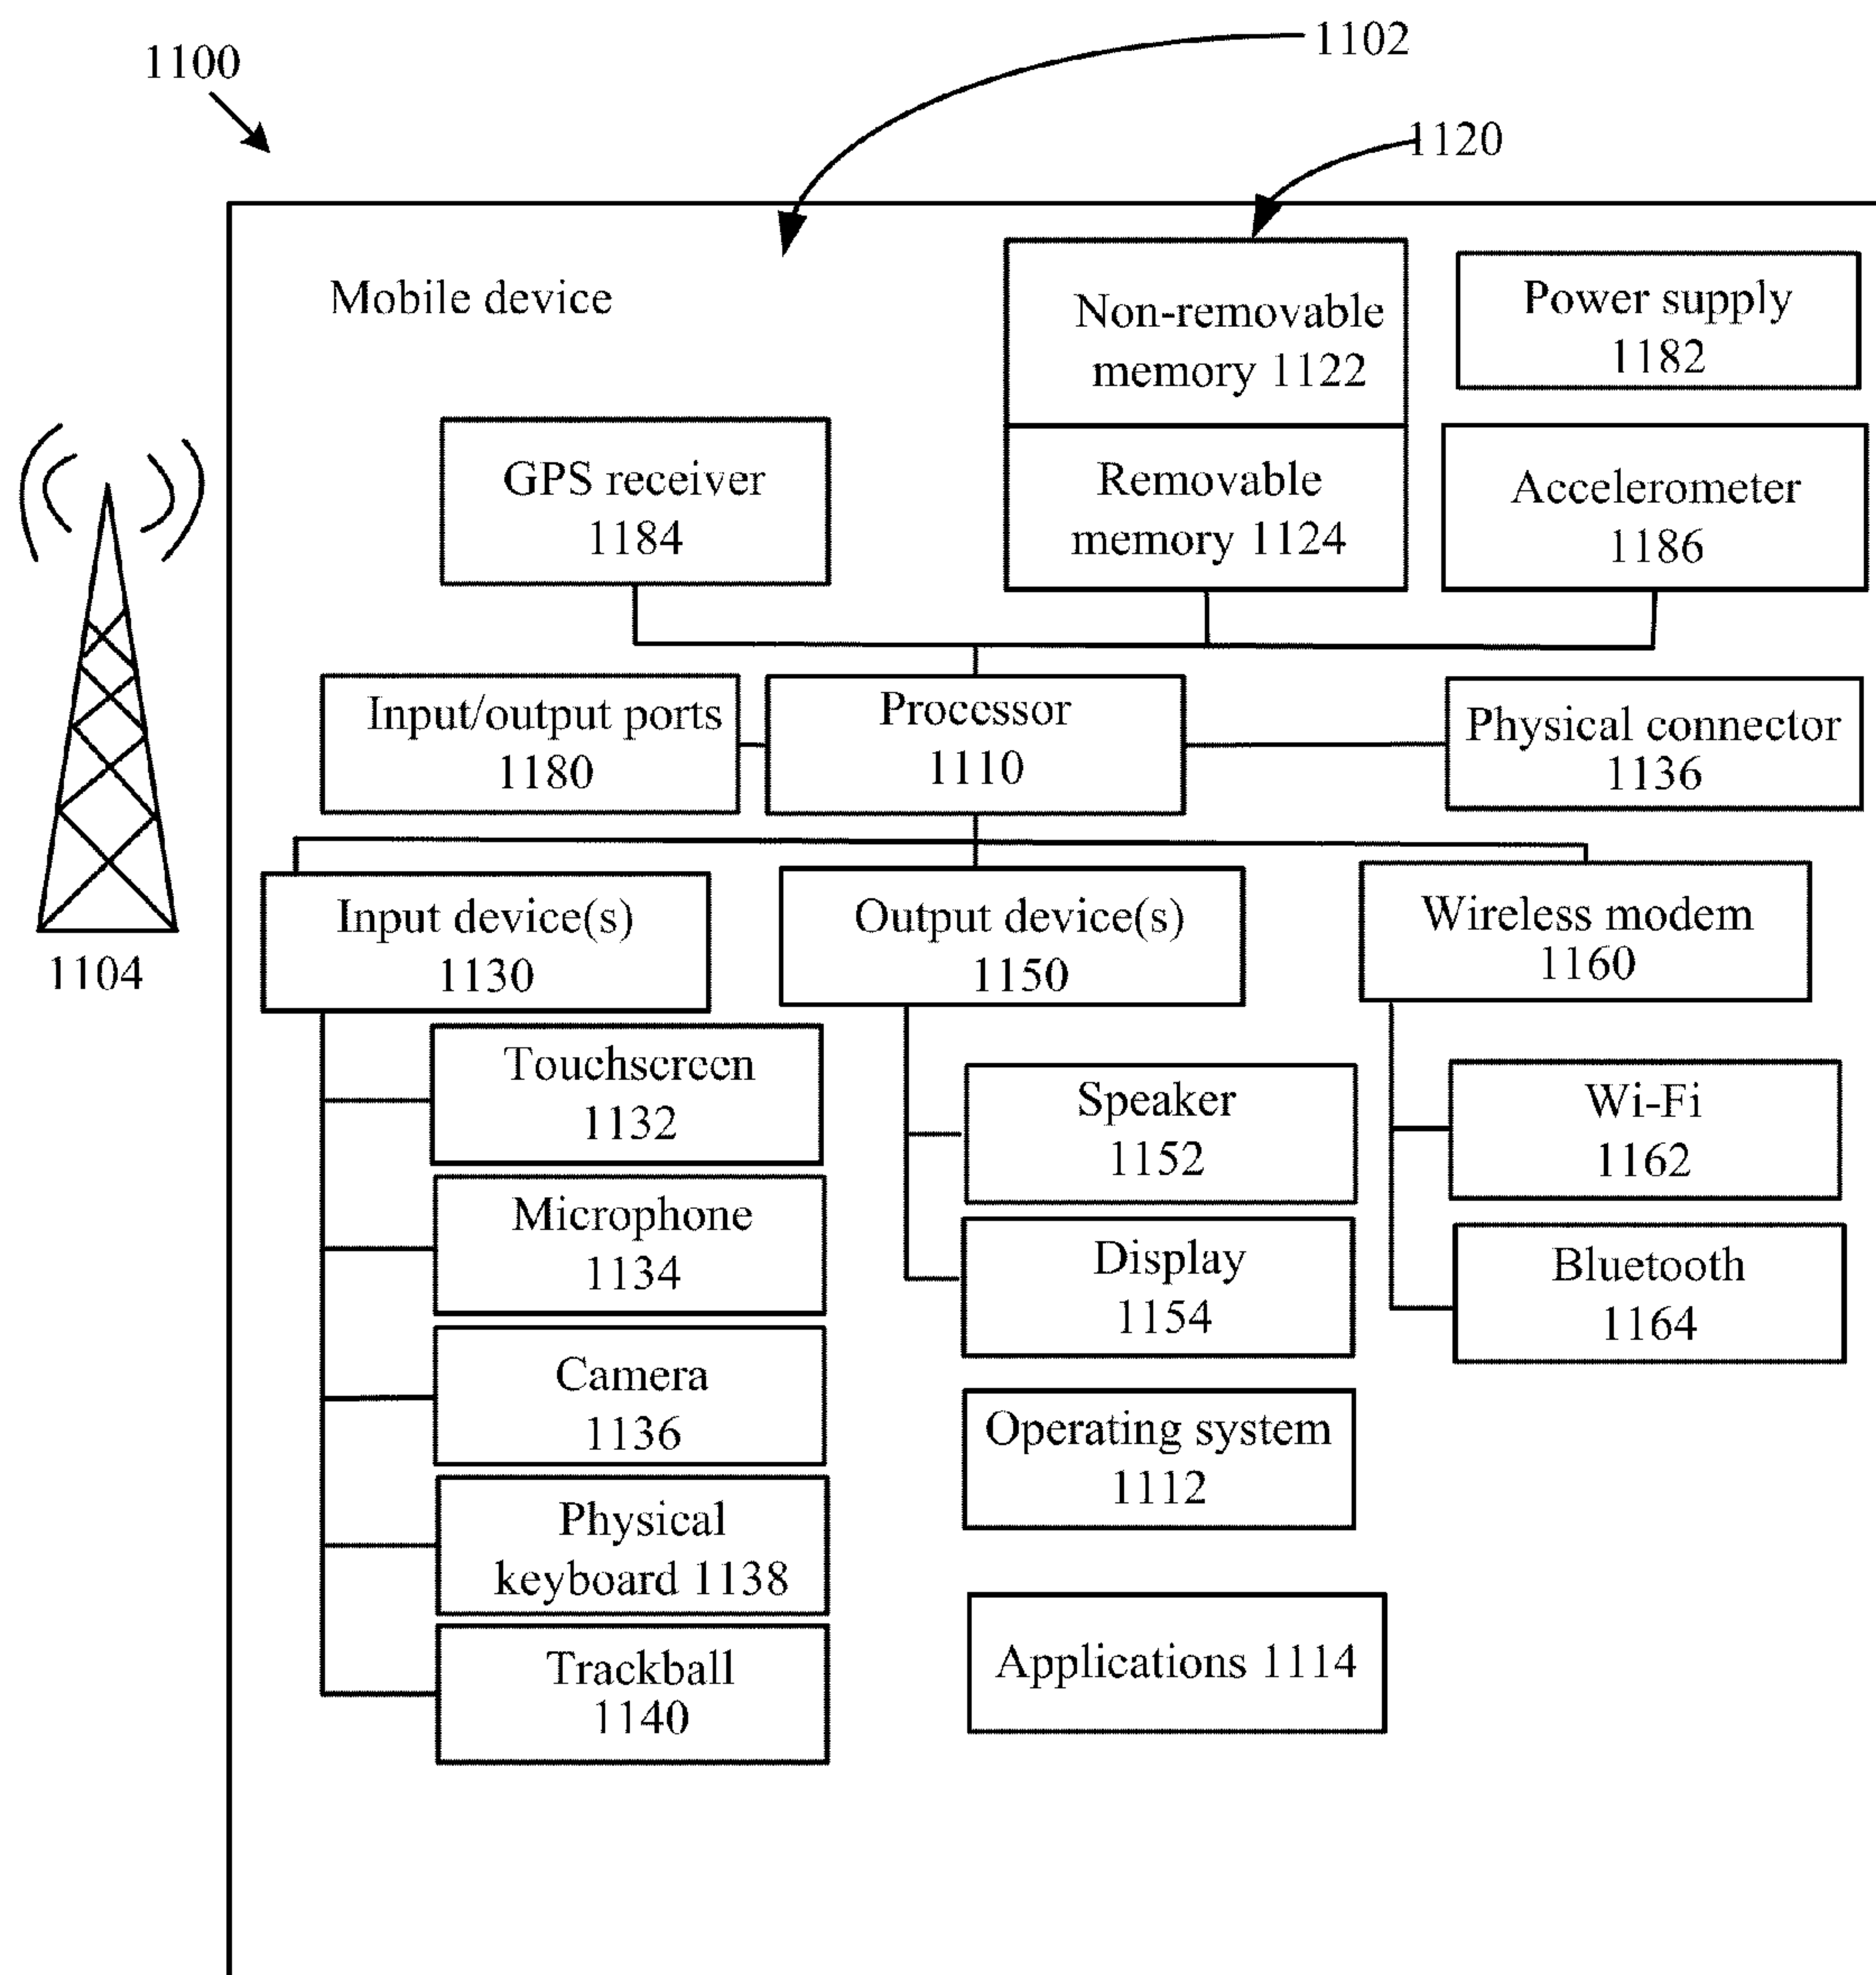 1100
1102
1120
Mobile device
Non-removable
memory 1122
Power supply
1182
GPS receiver
1184
Removable
memory 1124
Accelerometer
1186
Input/output ports
1180
Processor
1110
Physical connector
1136
1104
Input device(s)
1130
Output device(s)
1150
Wireless modem
1160
Touchscreen
1132
Speaker
1152
Wi-Fi
1162
Microphone
1134
Display
1154
Bluetooth
1164
Camera
1136
Operating system
1112
Physical
keyboard 1138
Applications 1114
Trackball
1140